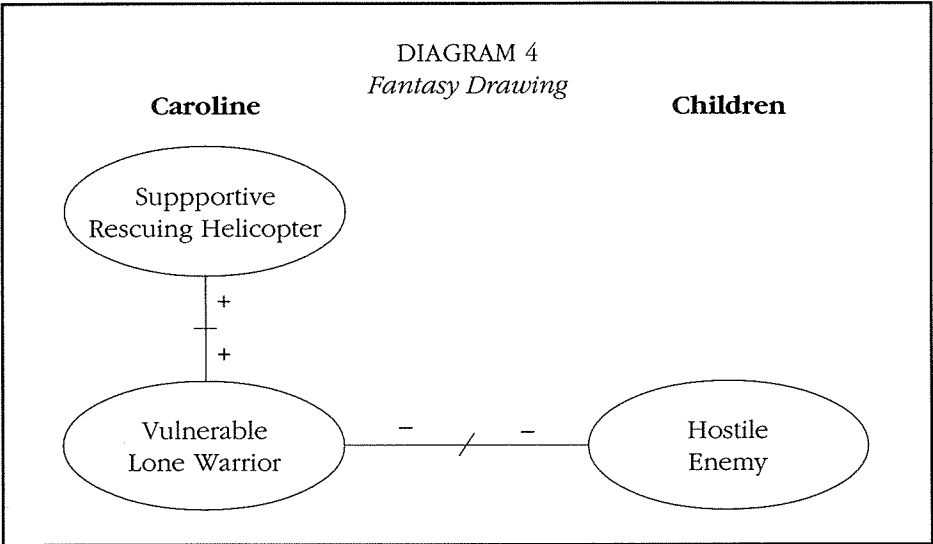 DIAGRAM 4
Fantasy Drawing
Caroline
Children
Suppportive
Rescuing Helicopter
+
+
Vulnerable
Lone Warrior
– –
Hostile
Enemy